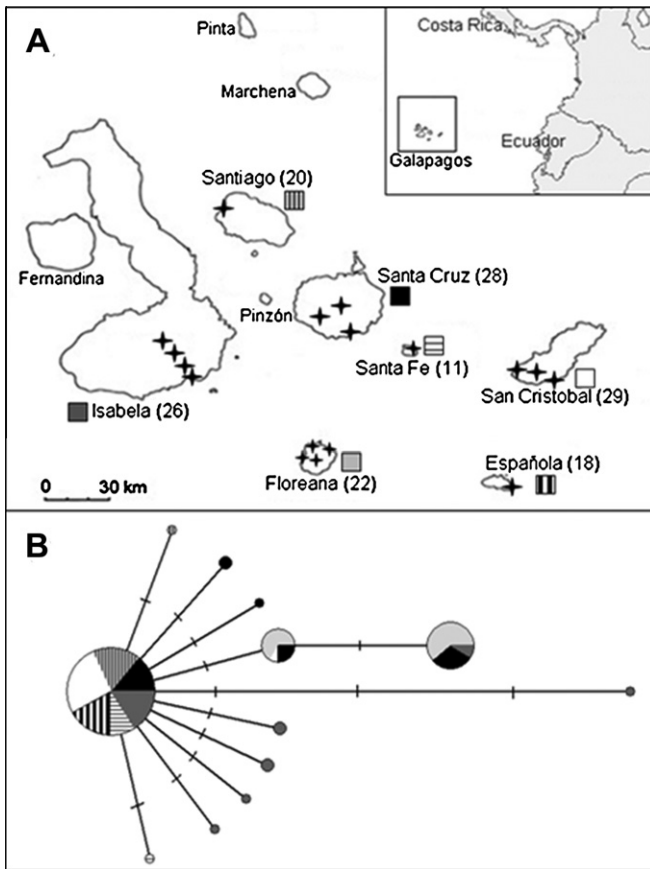 A
Pinta
Costa Rica
Marchena
Ecuador
Galapagos
Santiago (20)
Fernandina
Santa Cruz (28)
Pinzón
Santa Fe (11)
San Cristobal (29)
Isabela (26)
Floreana (22)
Española (18)
0 30 km
B